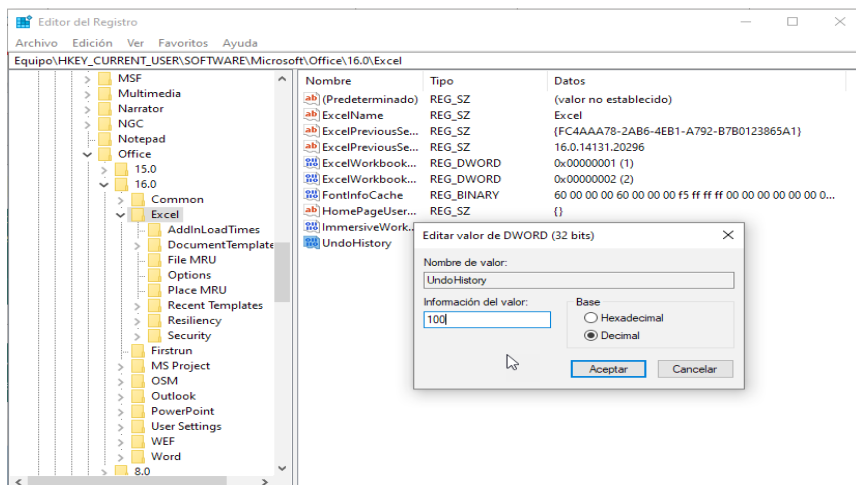 Editor del Registro
Archivo Edición Ver Favoritos Ayuda
Equipo\HKEY_CURRENT_USER\SOFTWARE\Microsoft\Office\16.0\Excel
MSF
Multimedia
Narrator
NGC
Notepad
Office
15.0
16.0
Common
Excel
AddInLoadTimes
DocumentTemplate
File MRU
Options
Place MRU
Recent Templates
Resiliency
Security
Firstrun
MS Project
OSM
Outlook
PowerPoint
User Settings
WEF
Word
8.0
Nombre Tipo Datos
(Predeterminado) REG_SZ (valor no establecido)
ExcelName REG_SZ Excel
ExcelPreviousSe... REG_SZ {FC4AAA78-2AB6-4EB1-A792-B7B0123865A1}
ExcelPreviousSe... REG_SZ 16.0.14131.20296
ExcelWorkbook... REG_DWORD 0x00000001 (1)
ExcelWorkbook... REG_DWORD 0x00000002 (2)
FontInfoCache REG_BINARY 60 00 00 00 60 00 00 00 f5 ff ff ff 00 00 00 00 00 00 0...
HomePageUser... REG_SZ {}
ImmersiveWork...
UndoHistory
Editar valor de DWORD (32 bits)
Nombre de valor:
UndoHistory
Información del valor:
100
Base
Hexadecimal
Decimal
Aceptar Cancelar